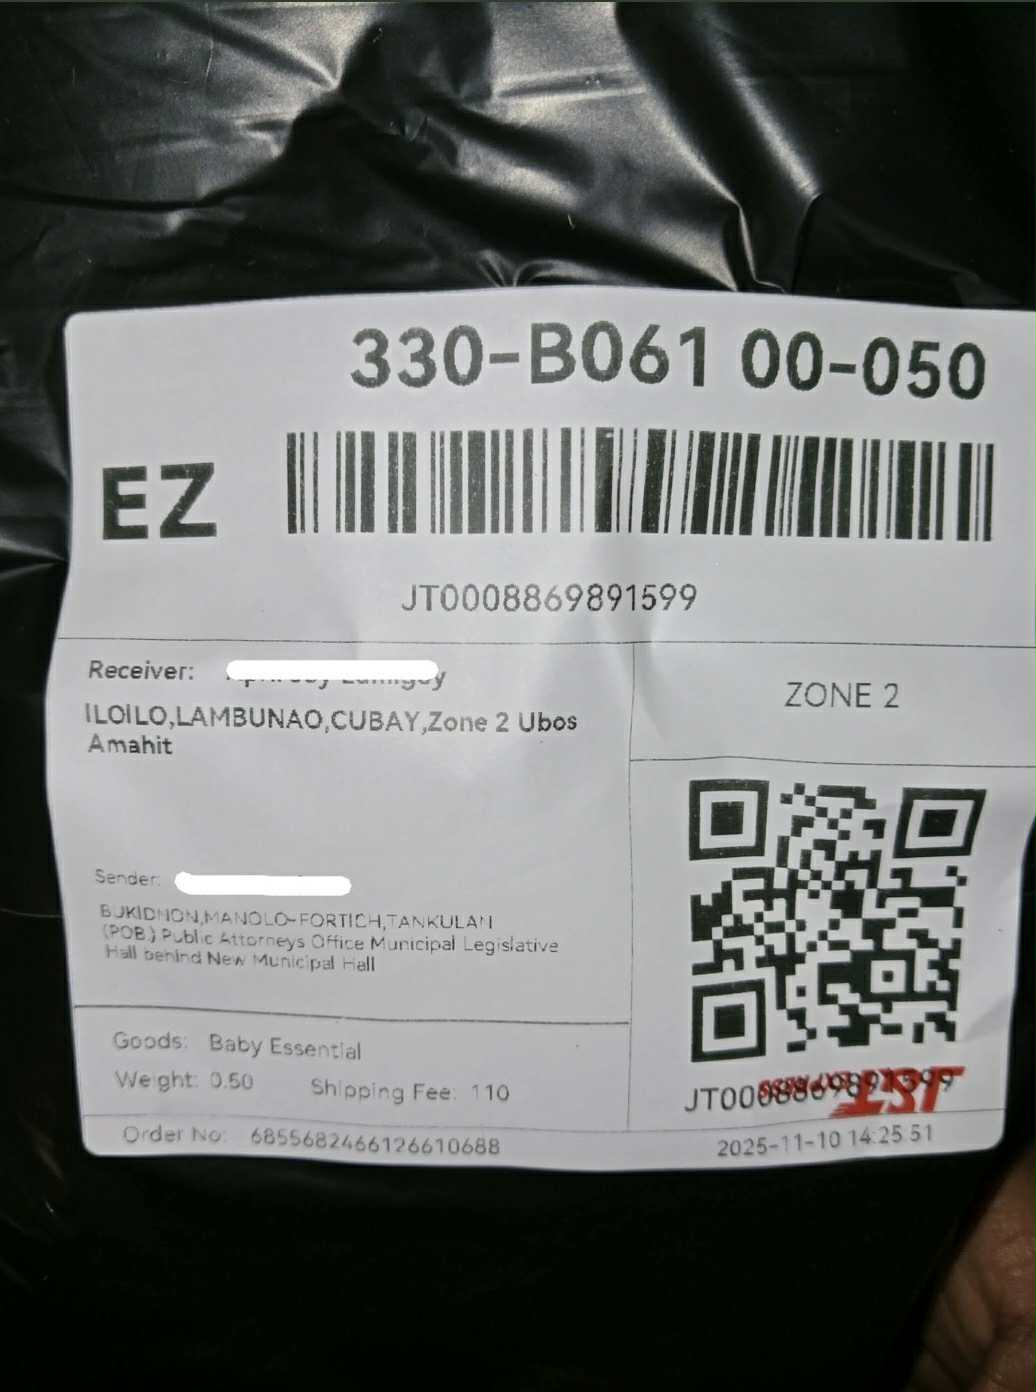 330-B061 00-050
EZ
JT0008869891599
Receiver:
ILOILO,LAMBUNAO,CUBAY,Zone 2 Ubos
Amahit
ZONE 2
Sender:
BUKIDNON,MANOLO-FORTICH,TANKULAN
(POB.) Public Attorneys Office Municipal Legislative
Hall behind New Municipal Hall
Goods: Baby Essential
Weight: 0.50 Shipping Fee: 110
JT0008869891599
Order No: 6855682466126610688
2025-11-10 14:25:51